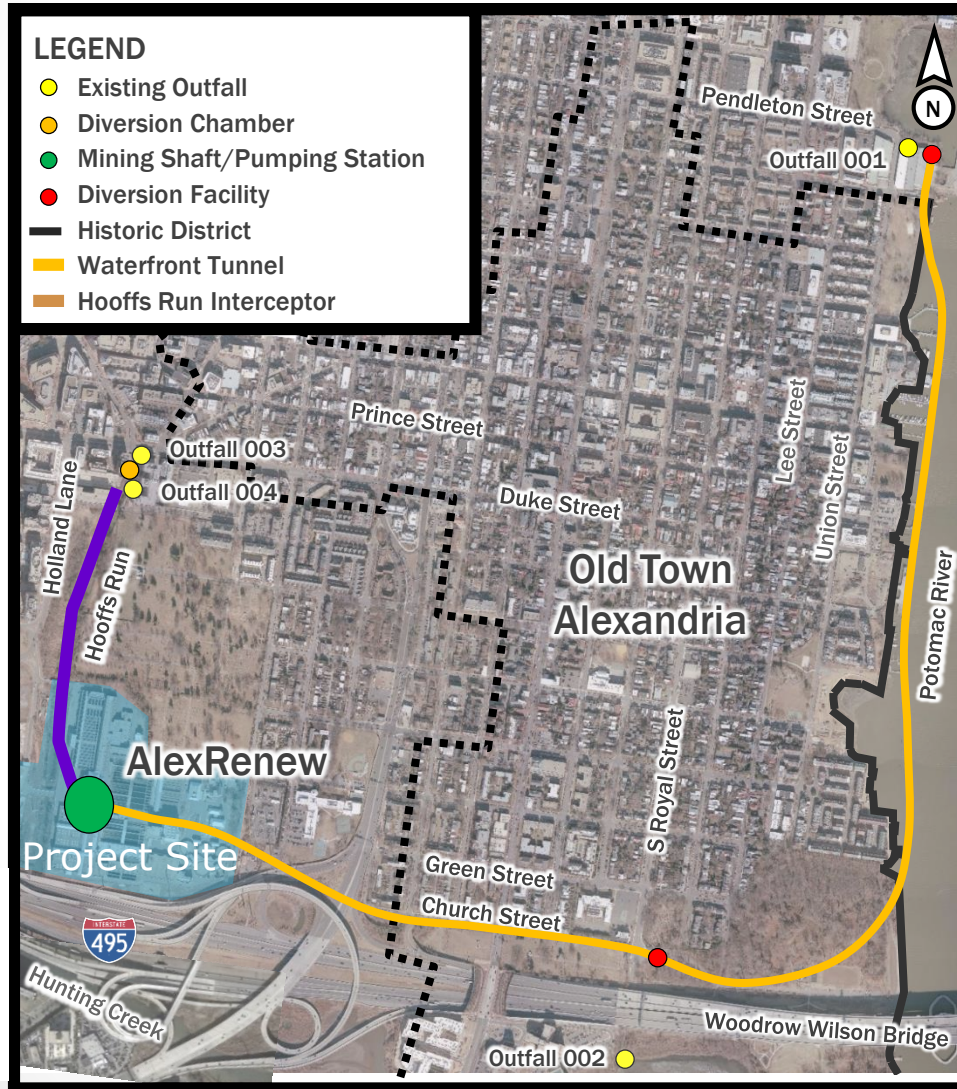 LEGEND
Existing Outfall
Diversion Chamber
Mining Shaft/Pumping Station
Diversion Facility
Historic District
Waterfront Tunnel
Hooffs Run Interceptor
N
Pendleton Street
Outfall 001
Prince Street
Lee Street
Union Street
Outfall 003
Outfall 004
Holland Lane
Hooffs Run
Duke Street
Old Town
Alexandria
Potomac River
AlexRenew
Project Site
S Royal Street
Green Street
Church Street
INTERSTATE
495
Hunting Creek
Woodrow Wilson Bridge
Outfall 002